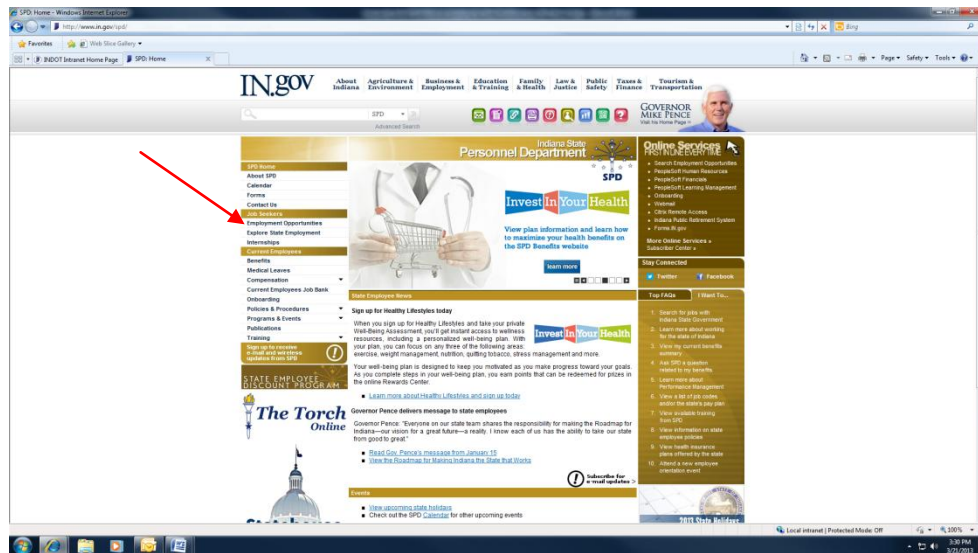 SPD: Home - Windows Internet Explorer
http://www.in.gov/spd/
Bing
Favorites
Web Slice Gallery
INDOT Intranet Home Page
SPD: Home
Page
Safety
Tools
IN.gov
About Indiana
Agriculture & Environment
Business & Employment
Education & Training
Family & Health
Law & Justice
Public Safety
Taxes & Finance
Tourism & Transportation
SPD
Advanced Search
GOVERNOR
MIKE PENCE
Visit his Home Page
Indiana State
Personnel Department
SPD
SPD Home
About SPD
Calendar
Forms
Contact Us
Job Seekers
Employment Opportunities
Explore State Employment
Internships
Current Employees
Benefits
Medical Leaves
Compensation
Current Employees Job Bank
Onboarding
Policies & Procedures
Programs & Events
Publications
Training
Sign up to receive
e-mail and wireless
updates from SPD
STATE EMPLOYEE
DISCOUNT PROGRAM
The Torch
Online
Invest In Your Health
View plan information and learn how
to maximize your health benefits on
the SPD Benefits website
learn more
State Employee News
Sign up for Healthy Lifestyles today
When you sign up for Healthy Lifestyles and take your private
Well-Being Assessment, you'll get instant access to wellness
resources, including a personalized well-being plan. With
your plan, you can focus on any three of the following areas:
exercise, weight management, nutrition, quitting tobacco, stress management and more.
Invest In Your Health
Your well-being plan is designed to keep you motivated as you make progress toward your goals.
As you complete steps in your well-being plan, you earn points that can be redeemed for prizes in
the online Rewards Center.
Learn more about Healthy Lifestyles and sign up today
Governor Pence delivers message to state employees
Governor Pence: "Everyone on our state team shares the responsibility for making the Roadmap for
Indiana—our vision for a great future—a reality. I know each of us has the ability to take our state
from good to great."
Read Gov. Pence's message from January 15
View the Roadmap for Making Indiana the State that Works
Subscribe for
e-mail updates >
Events
View upcoming state holidays
Check out the SPD Calendar for other upcoming events
Online Services
FIRST IN LINE EVERY TIME
Search Employment Opportunities
PeopleSoft Human Resources
PeopleSoft Financials
PeopleSoft Learning Management
Onboarding
Webmail
Citrix Remote Access
Indiana Public Retirement System
Forms.IN.gov
More Online Services »
Subscriber Center »
Stay Connected
Twitter
Facebook
Top FAQs
I Want To...
1. Search for jobs with
Indiana State Government
2. Learn more about working
for the state of Indiana
3. View my current benefits
summary
4. Ask SPD a question
related to my benefits
5. Learn more about
Performance Management
6. View a list of job codes
and/or the state's pay plan
7. View available training
from SPD
8. View information on state
employee policies
9. View health insurance
plans offered by the state
10. Attend a new employee
orientation event
2013 State Holidays
Local intranet | Protected Mode: Off
100%
3:30 PM
3/21/2013